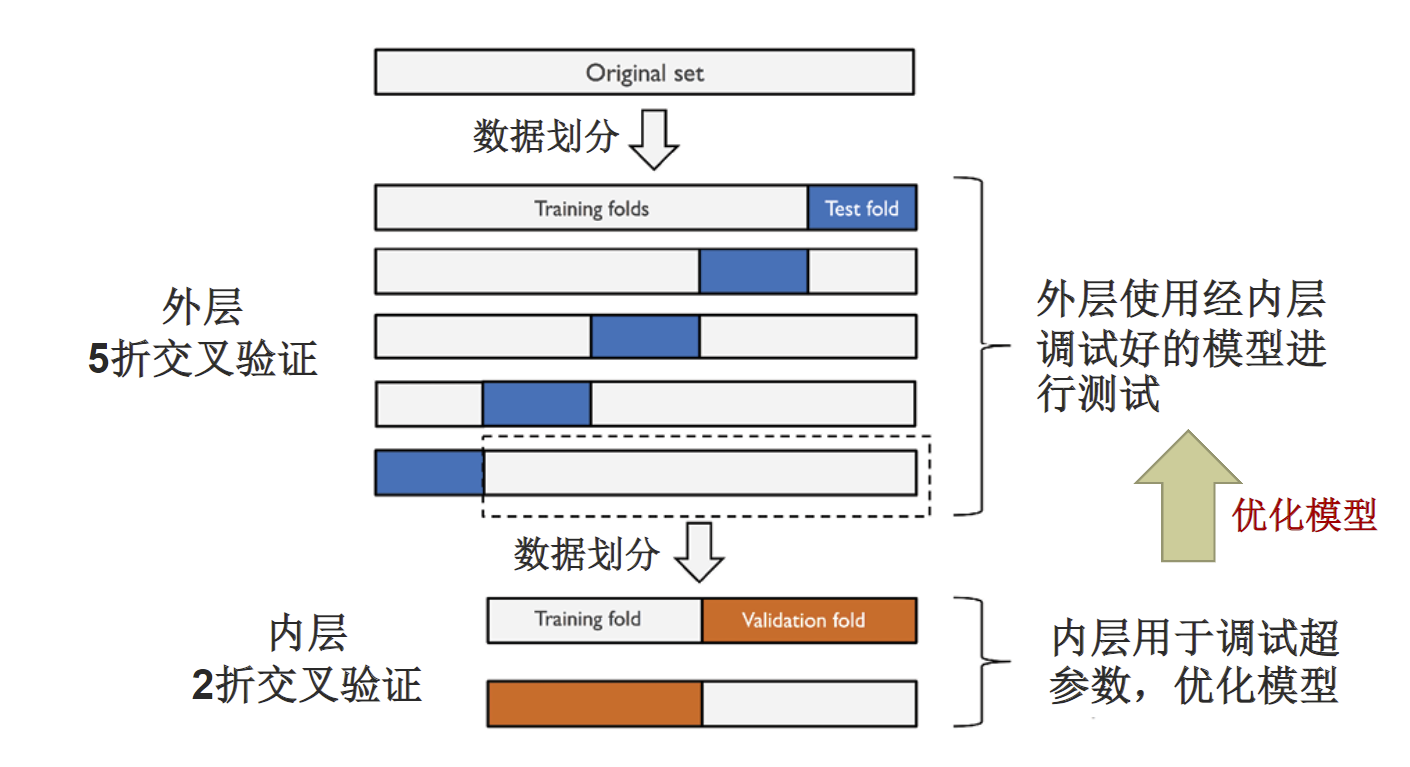 Original set
数据划分
Training folds
Test fold
外层
5折交叉验证
外层使用经内层
调试好的模型进
行测试
优化模型
数据划分
Training fold
Validation fold
内层
2折交叉验证
内层用于调试超
参数，优化模型